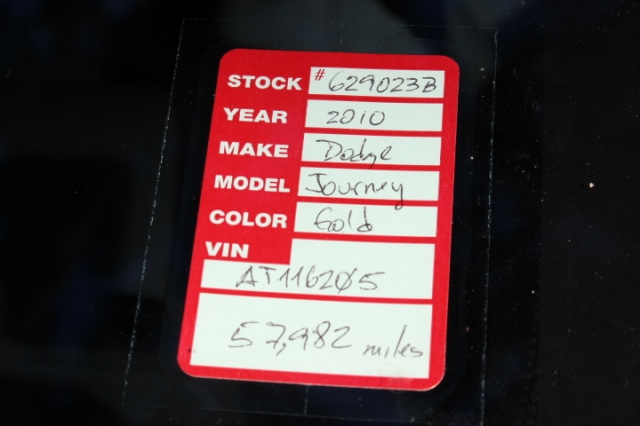 STOCK #629023B
YEAR 2010
MAKE Dodge
MODEL Journey
COLOR Gold
VIN
AT116205
57,982 miles